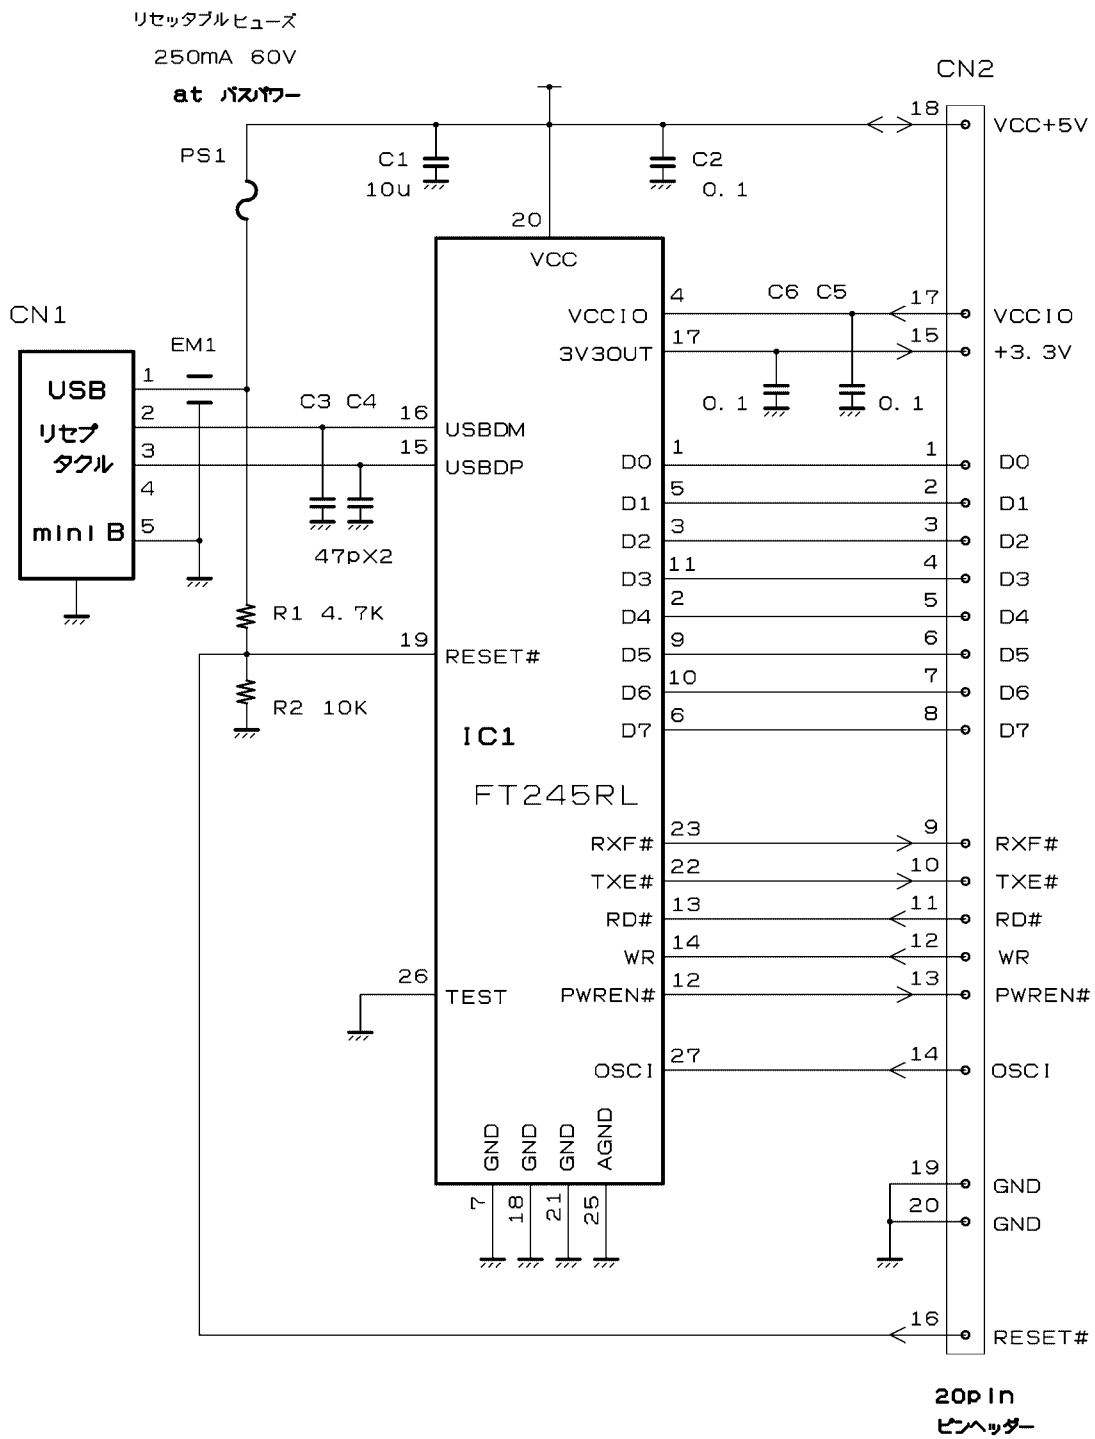 リセッタブルヒューズ
250mA 60V
at バスパワー
CN2
18
VCC+5V
PS1
C1
10u
C2
0.1
20
VCC
CN1
4
VCCIO
C6 C5
17
VCCIO
17
3V3OUT
15
+3.3V
EM1
USB
1
C3 C4
0.1
0.1
リセプ
2
16
USBDM
タクル
3
15
USBDP
D0
1
1
D0
4
D1
5
2
D1
miniB
5
47pX2
D2
3
3
D2
D3
11
4
D3
R1 4.7K
D4
2
5
D4
19
RESET#
D5
9
6
D5
R2 10K
D6
10
7
D6
IC1
D7
6
8
D7
FT245RL
RXF#
23
9
RXF#
TXE#
22
10
TXE#
RD#
13
11
RD#
WR
14
12
WR
26
TEST
PWREN#
12
13
PWREN#
OSCI
27
14
OSCI
GND
GND
GND
AGND
7
18
21
25
19
GND
20
GND
16
RESET#
20pin
ピンヘッダー